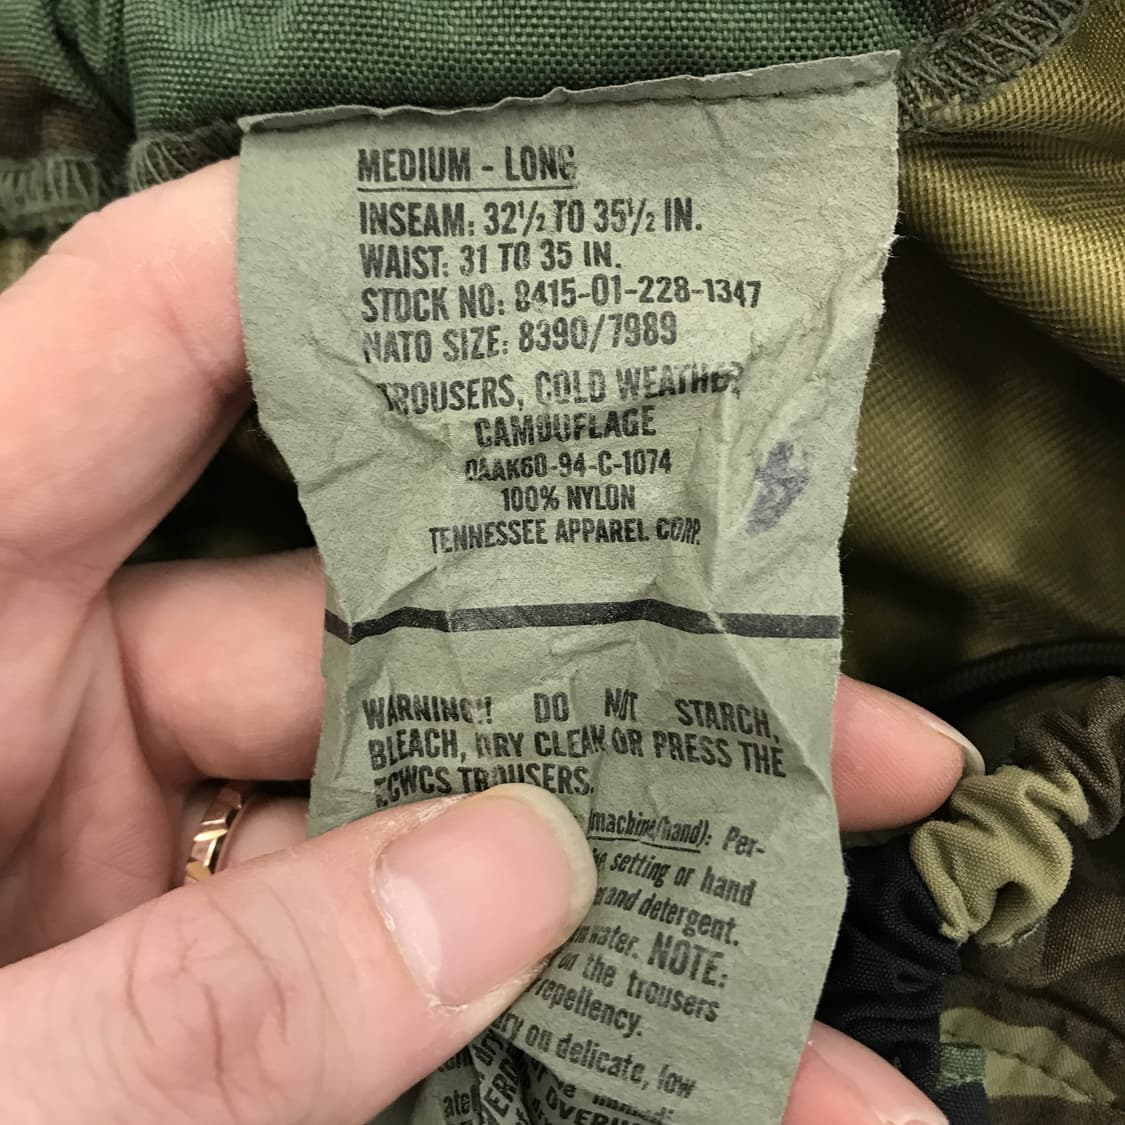 MEDIUM - LONG
INSEAM: 32½ TO 35½ IN.
WAIST: 31 TO 35 IN.
STOCK NO: 8415-01-228-1347
NATO SIZE: 8390/7989
TROUSERS, COLD WEATHER
CAMOUFLAGE
DAAK60-94-C-1074
100% NYLON
TENNESSEE APPAREL CORP.
WARNING!! DO NOT STARCH,
BLEACH, DRY CLEAN OR PRESS THE
ECWCS TROUSERS.
(machine/hand): Per-
setting or hand
and detergent.
water. NOTE:
on the trousers
repellency.
dry on delicate, low